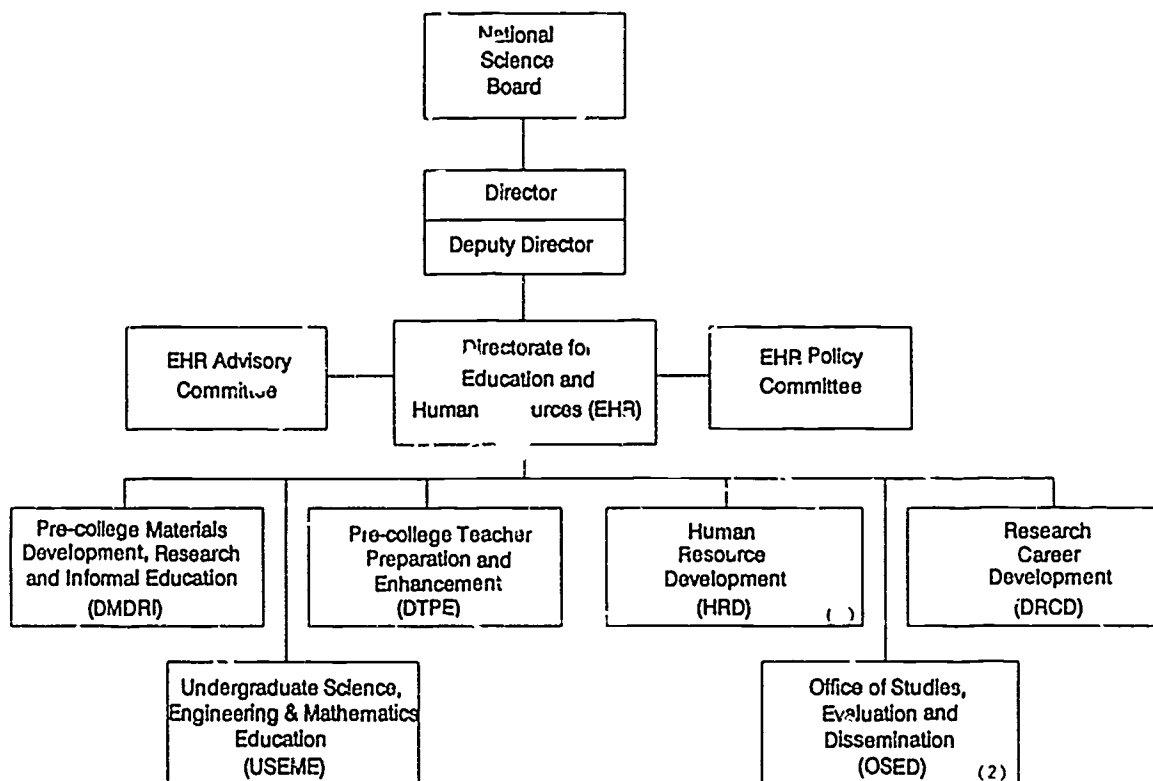 National
Science
Board
Director
Deputy Director
EHR Advisory
Committee
Directorate for
Education and
Human urces (EHR)
EHR Policy
Committee
Pre-college Materials
Development, Research
and Informal Education
(DMDRI)
Pre-college Teacher
Preparation and
Enhancement
(DTPE)
Human
Resource
Development
(HRD)
( )
Research
Career
Development
(DRCD)
Undergraduate Science,
Engineering & Mathematics
Education
(USEME)
Office of Studies,
Evaluation and
Dissemination
(OSED)
(2)